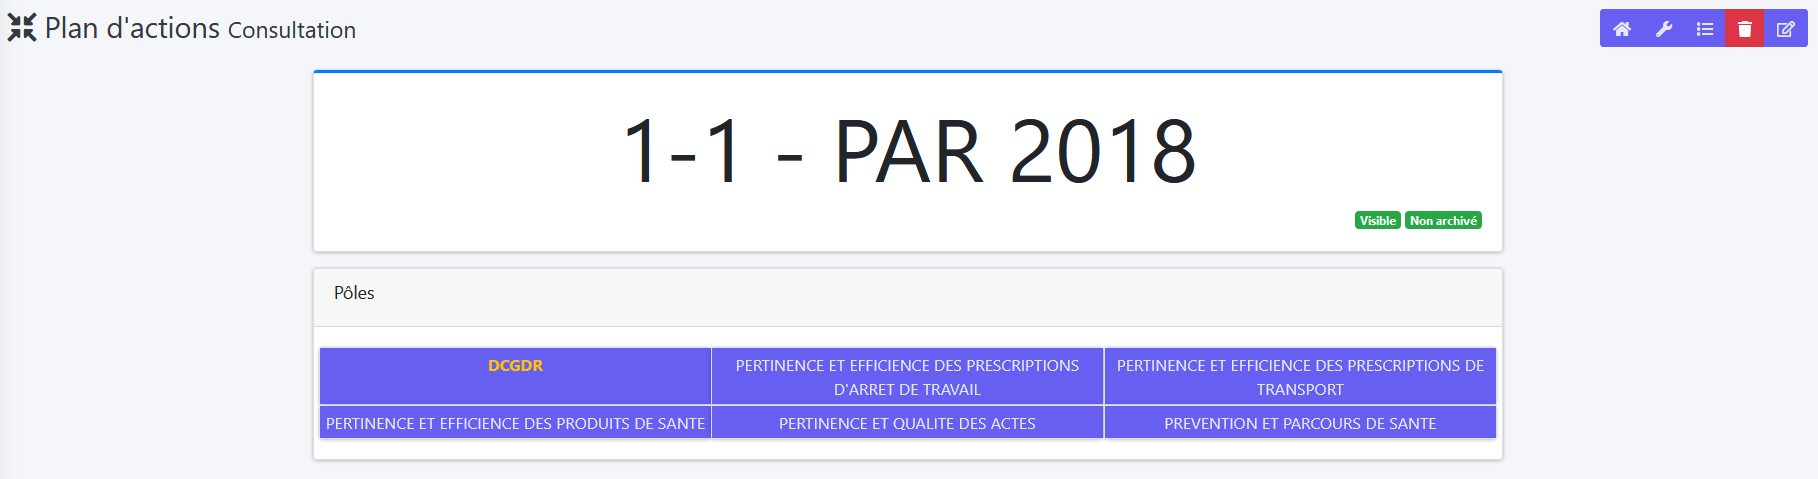 Plan d'actions Consultation
1-1 - PAR 2018
Visible Non archivé
Pôles
DCGDR
PERTINENCE ET EFFICIENCE DES PRESCRIPTIONS
D'ARRET DE TRAVAIL
PERTINENCE ET EFFICIENCE DES PRESCRIPTIONS DE
TRANSPORT
PERTINENCE ET EFFICIENCE DES PRODUITS DE SANTE
PERTINENCE ET QUALITE DES ACTES
PREVENTION ET PARCOURS DE SANTE